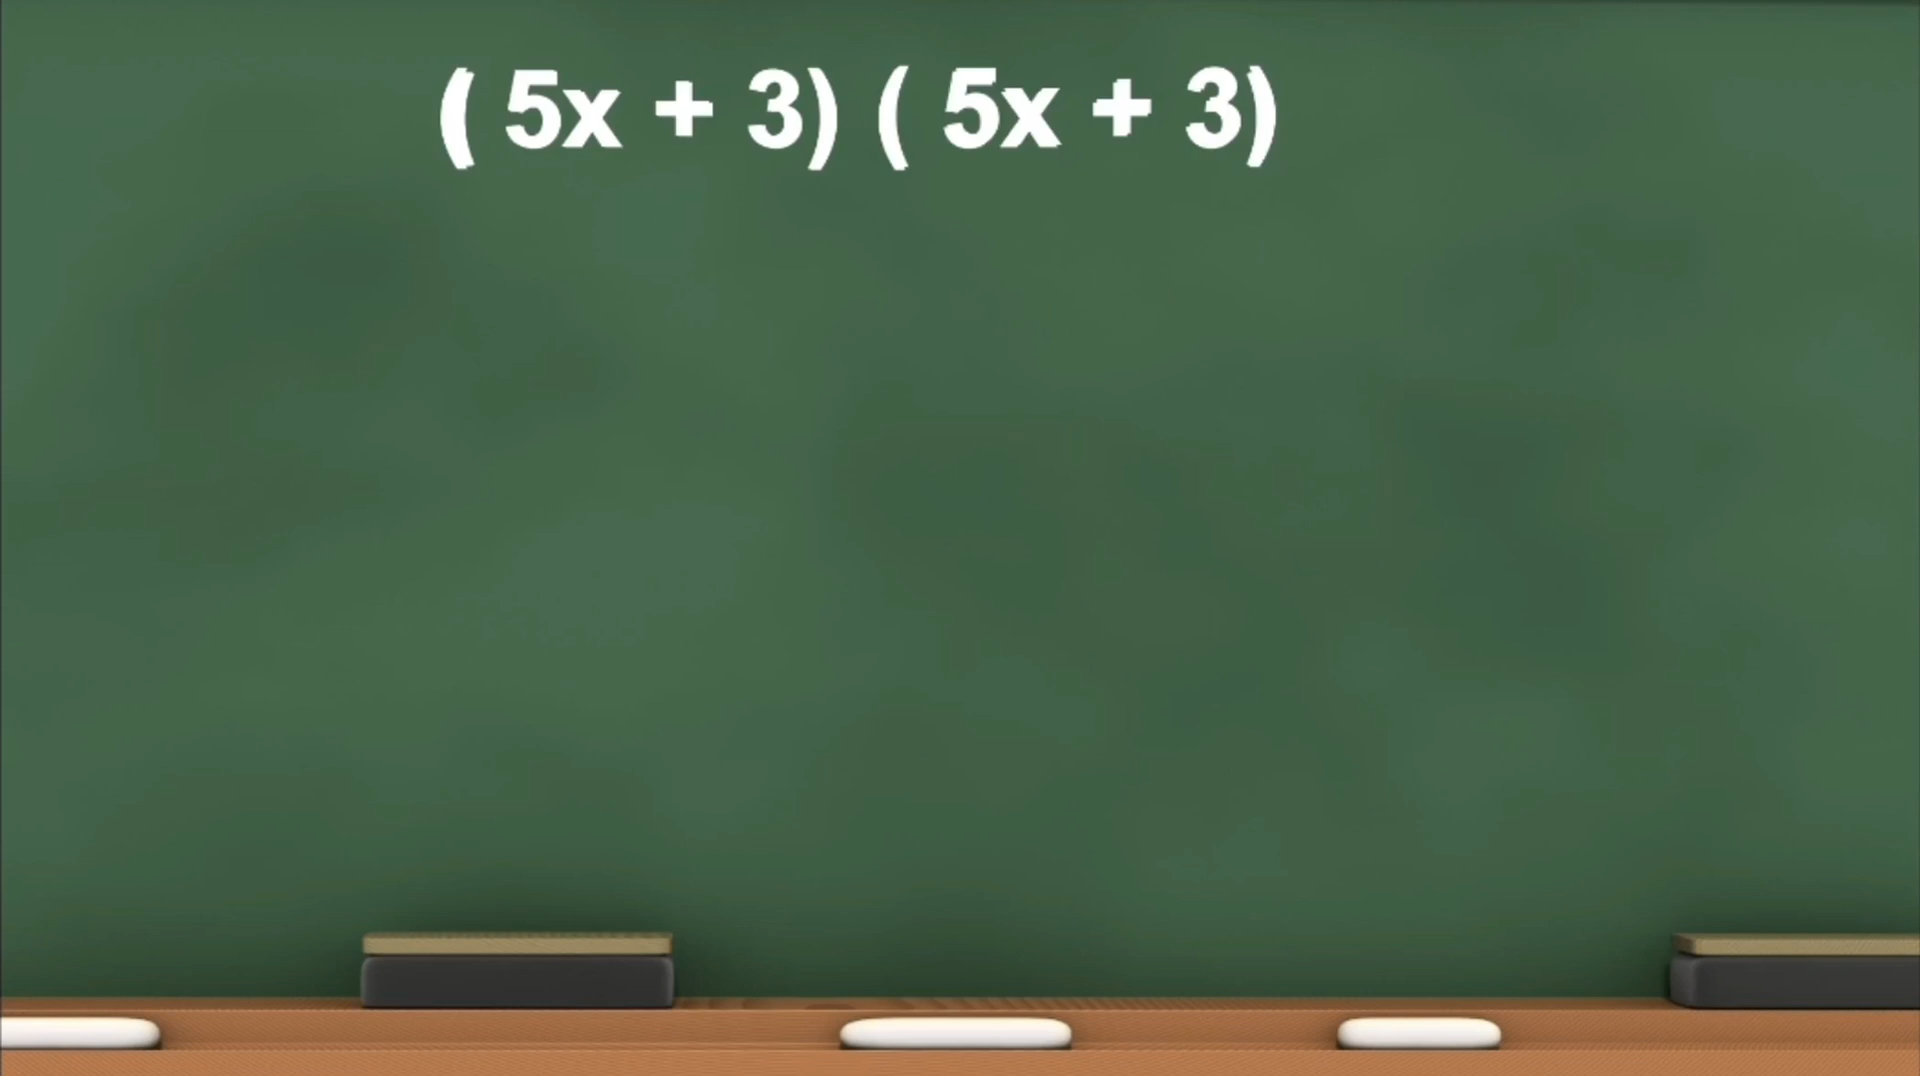 ( 5x + 3) ( 5x + 3)